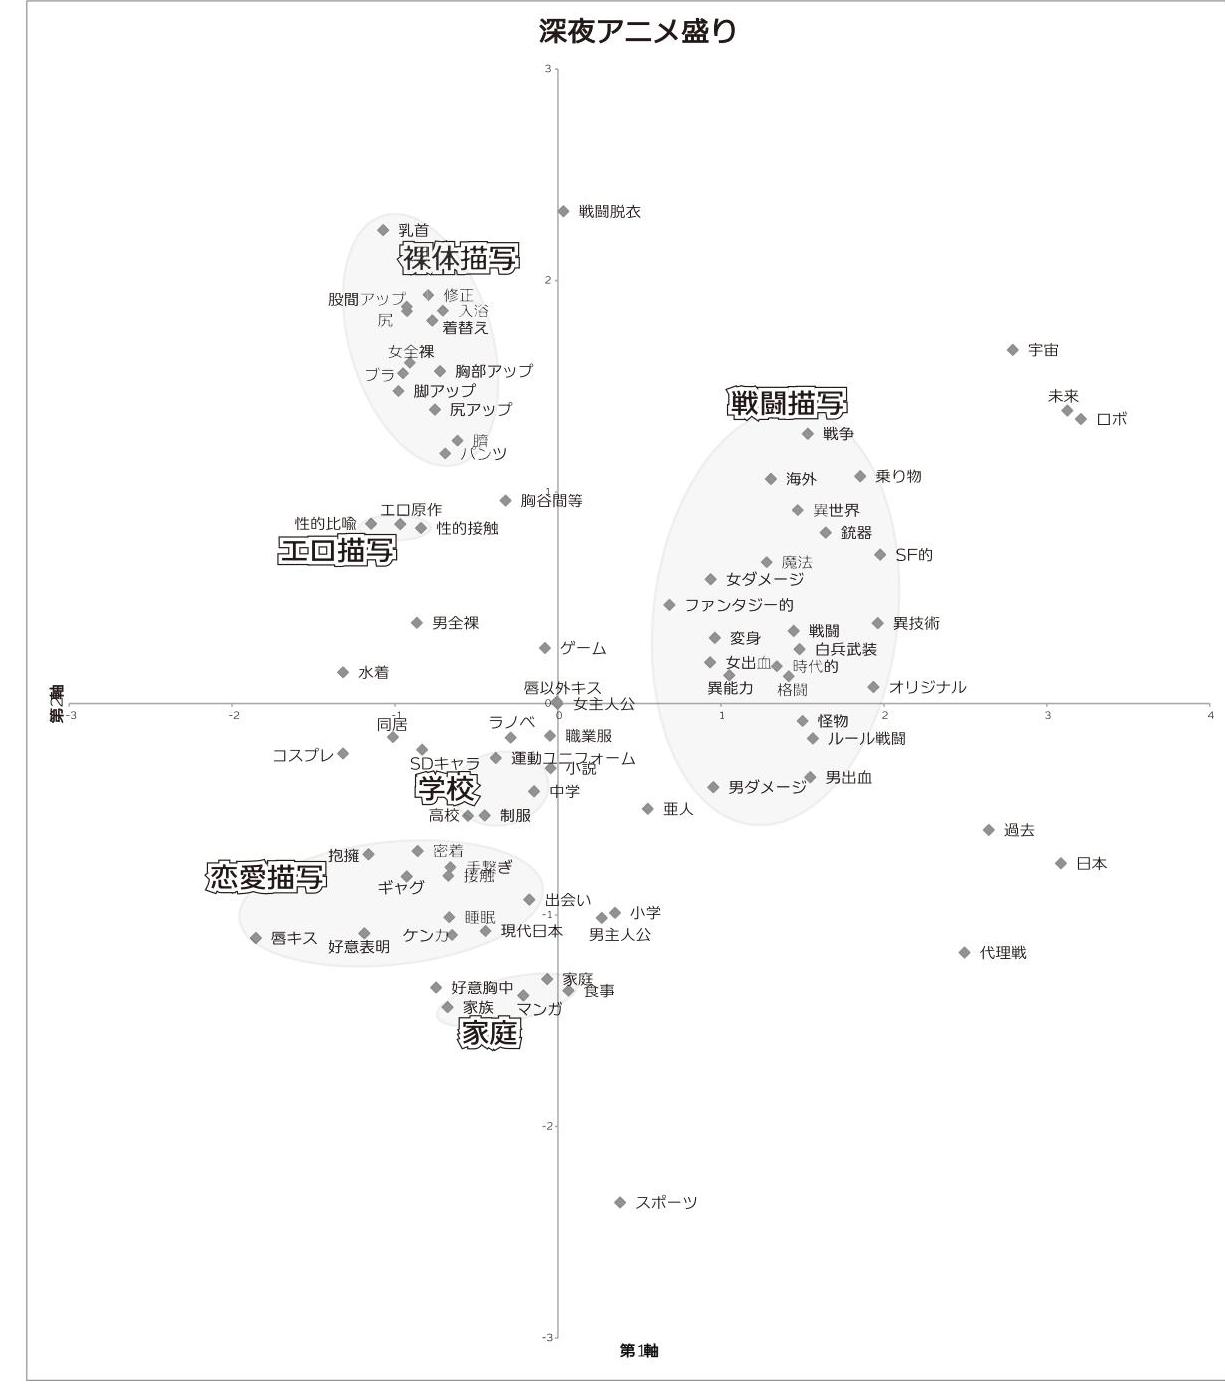 深夜アニメ盛り
3
戦闘脱衣
乳首
裸体描写
2
修正
股間アップ
入浴
尻
着替え
宇宙
女全裸
胸部アップ
ブラ
脚アップ
未来
戦闘描写
尻アップ
ロボ
戦争
臍
パンツ
乗り物
海外
1
胸谷間等
エロ原作
異世界
性的比喩
性的接触
銃器
エロ描写
SF的
魔法
女ダメージ
ファンタジー的
男全裸
異技術
戦闘
変身
ゲーム
白兵武装
女出血
時代的
水着
唇以外キス
異能力
格闘
オリジナル
第2軸
0
女主人公
-3
-2
-1
0
1
2
3
4
同居
ラノベ
怪物
職業服
ルール戦闘
コスプレ
運動ユニフォーム
SDキャラ
小説
男出血
学校
中学
男ダメージ
亜人
高校
制服
過去
密着
抱擁
日本
手繋ぎ
恋愛描写
接触
ギャグ
出会い
-1
小学
睡眠
現代日本
男主人公
ケンカ
唇キス
好意表明
代理戦
家庭
好意胸中
食事
家族
マンガ
家庭
-2
スポーツ
-3
第1軸